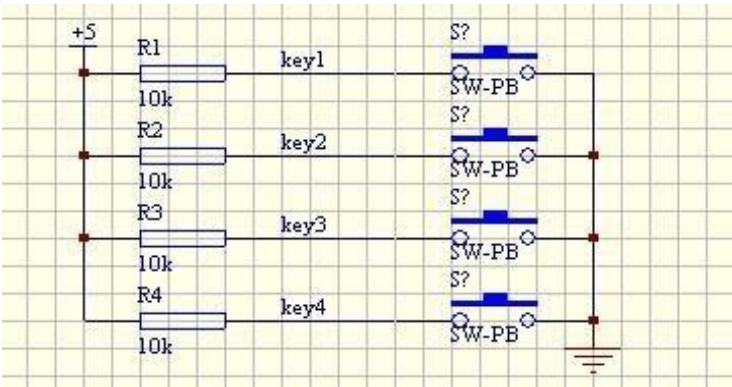 +5
R1
key1
S?
10k
SW-PB
R2
key2
S?
10k
SW-PB
R3
key3
S?
10k
SW-PB
R4
key4
S?
10k
SW-PB